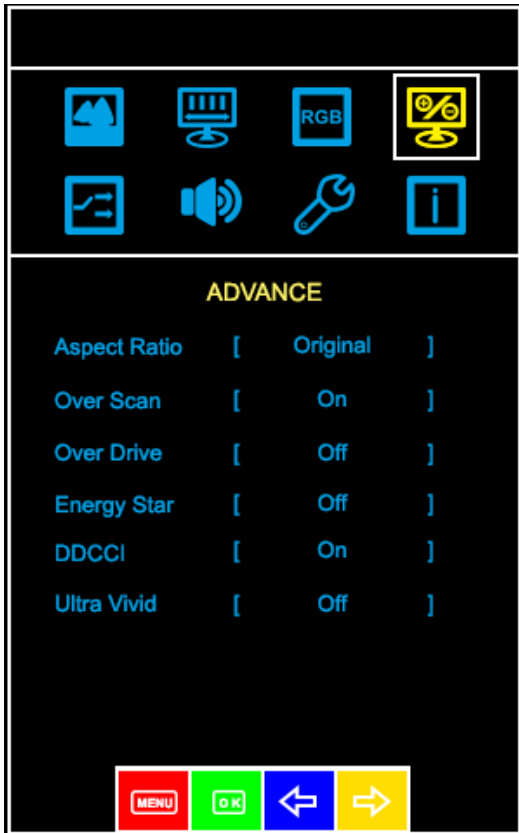 RGB
i
ADVANCE
Aspect Ratio [ Original ]
Over Scan [ On ]
Over Drive [ Off ]
Energy Star [ Off ]
DDCCI [ On ]
Ultra Vivid [ Off ]
MENU OK